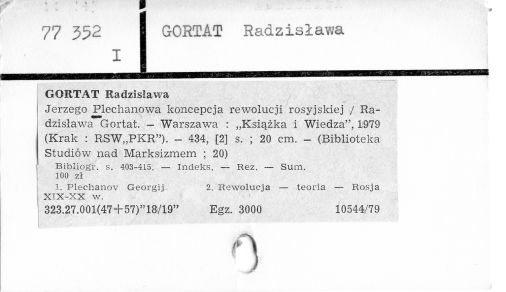 77 352
I
GORTAT Radzisława
GORTAT Radzisława
Jerzego Plechanowa koncepcja rewolucji rosyjskiej / Ra-
dzisława Gortat. — Warszawa : „Książka i Wiedza”, 1979
(Krak : RSW„PKR”). — 434, [2] s. ; 20 cm. — (Biblioteka
Studiów nad Marksizmem ; 20)
Bibliogr. s. 403-415. — Indeks. — Rez. — Sum.
100 zł
1. Plechanov Georgij. 2. Rewolucja — teoria — Rosja
XIX-XX w.
323.27.001(47+57)”18/19” Egz. 3000 10544/79